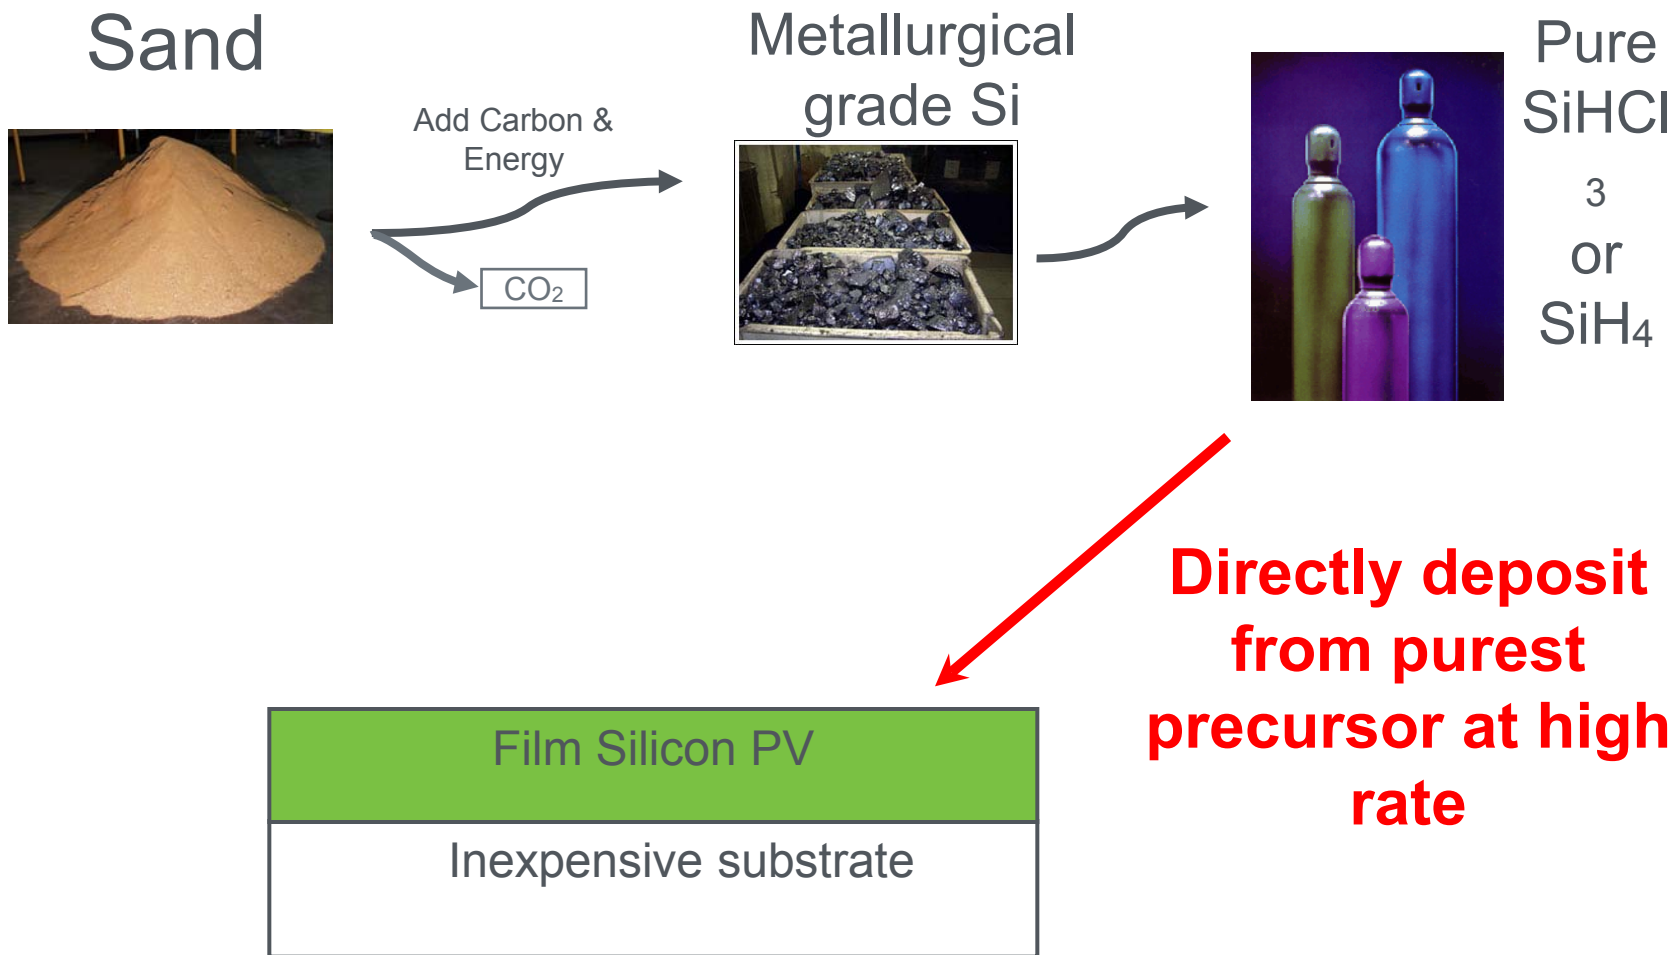 Sand
Add Carbon &
Energy
CO₂
Metallurgical
grade Si
Pure
SiHCl
3
or
SiH₄
Directly deposit
from purest
precursor at high
rate
Film Silicon PV
Inexpensive substrate